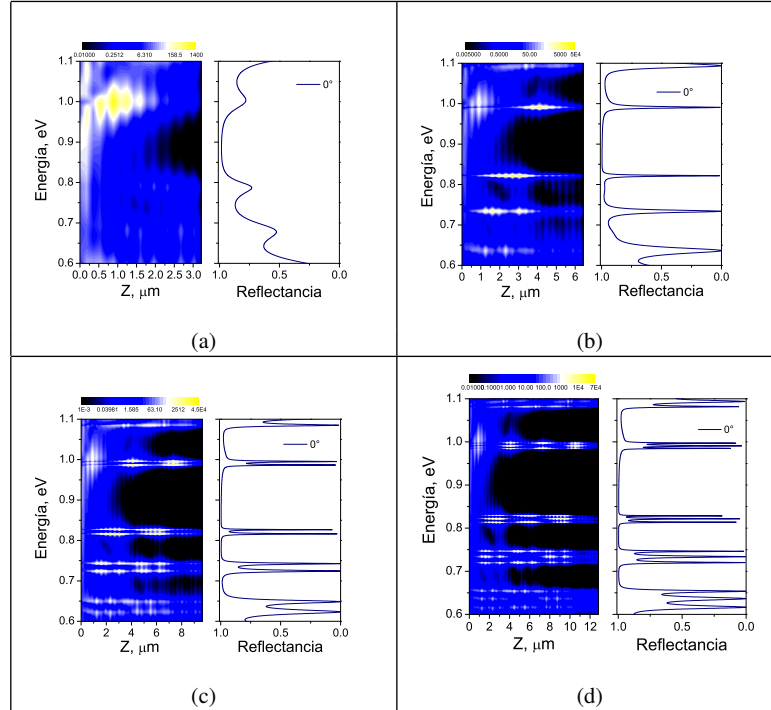 0.01000 0.2512 6.310 158.5 1400
1.1
1.0
0.9
0.8
0.7
0.6
Energía, eV
0°
0.0 0.5 1.0 1.5 2.0 2.5 3.0
1.0 0.5 0.0
Z, μm
Reflectancia
(a)
0.005000 0.5000 50.00 5000 5E4
1.1
1.0
0.9
0.8
0.7
0.6
Energía, eV
0°
0 1 2 3 4 5 6
1.0 0.5 0.0
Z, μm
Reflectancia
(b)
1E-3 0.03981 1.585 63.10 2512 4.5E4
1.1
1.0
0.9
0.8
0.7
0.6
Energía, eV
0°
0 2 4 6 8
1.0 0.5 0.0
Z, μm
Reflectancia
(c)
1.000 10.00 100.0 1000 1E4 7E4
1.1
1.0
0.9
0.8
0.7
0.6
Energía, eV
0°
0 2 4 6 8 10 12
1.0 0.5 0.0
Z, μm
Reflectancia
(d)